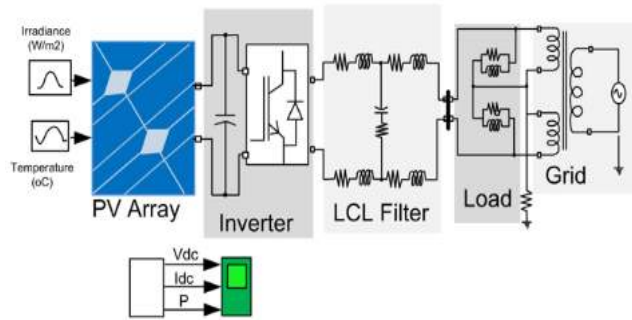 Irradiance
(W/m2)
Temperature
(oC)
PV Array
Inverter
LCL Filter
Load
Grid
Vdc
Idc
P